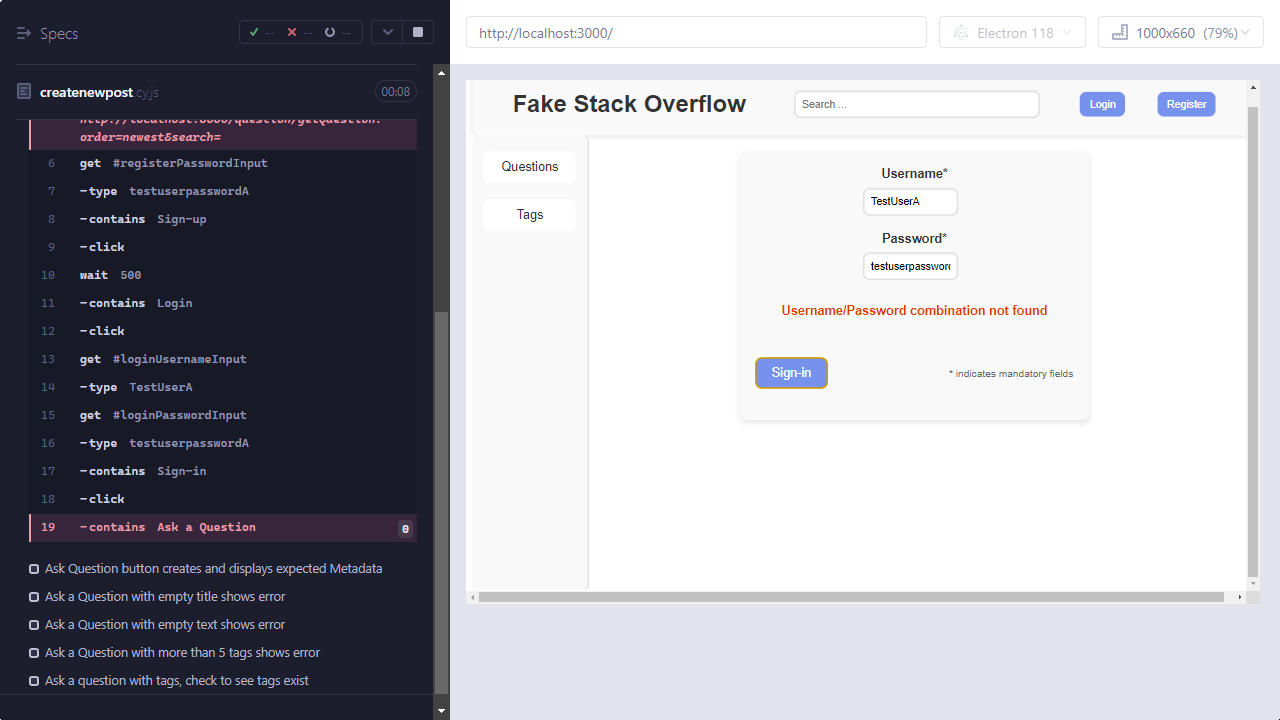 Specs
-- -- --
createnewpost.cy.js
00:08
http://localhost:3000/question/getQuestion?
order=newest&search=
6 get #registerPasswordInput
7 -type testuserpasswordA
8 -contains Sign-up
9 -click
10 wait 500
11 -contains Login
12 -click
13 get #loginUsernameInput
14 -type TestUserA
15 get #loginPasswordInput
16 -type testuserpasswordA
17 -contains Sign-in
18 -click
19 -contains Ask a Question 0
Ask Question button creates and displays expected Metadata
Ask a Question with empty title shows error
Ask a Question with empty text shows error
Ask a Question with more than 5 tags shows error
Ask a question with tags, check to see tags exist
http://localhost:3000/
Electron 118
1000x660 (79%)
Fake Stack Overflow
Search ...
Login
Register
Questions
Tags
Username*
TestUserA
Password*
testuserpassword
Username/Password combination not found
Sign-in
* indicates mandatory fields